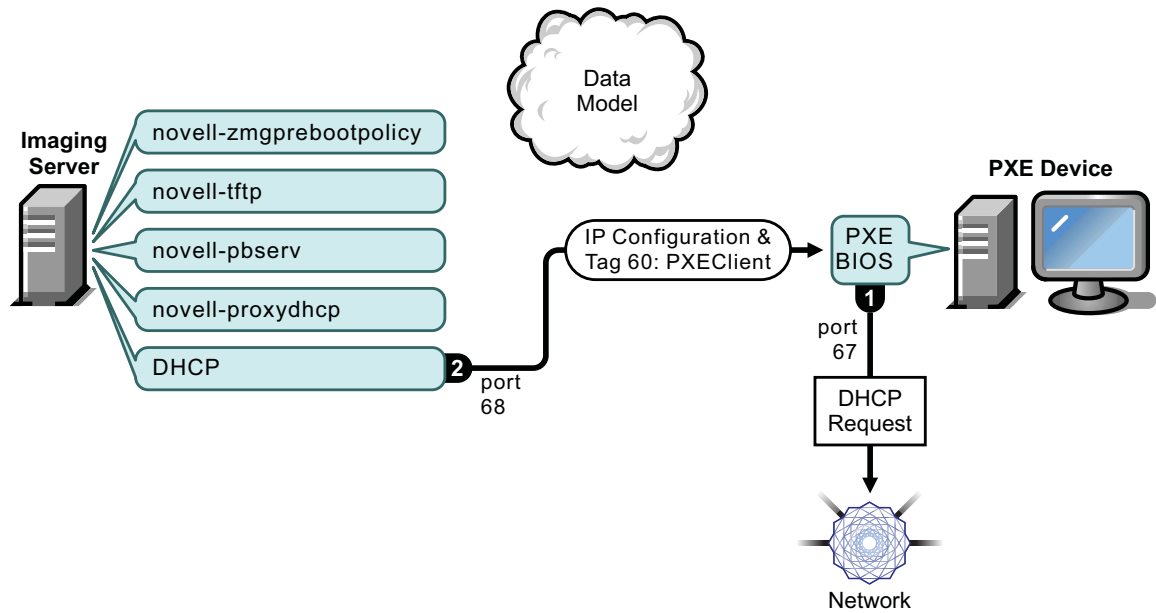 Data
Model
Imaging
Server
novell-zmgprebootpolicy
novell-tftp
novell-pbserv
novell-proxydhcp
DHCP
2
port
68
IP Configuration &
Tag 60: PXEClient
PXE Device
PXE
BIOS
1
port
67
DHCP
Request
Network